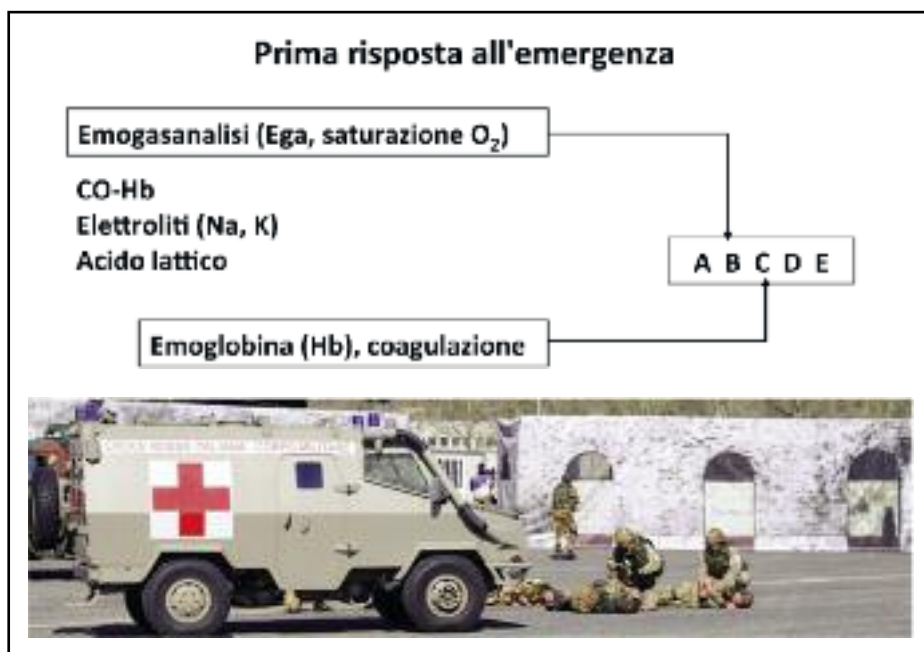 Prima risposta all'emergenza
Emogasanalisi (Ega, saturazione O₂)
CO-Hb
Elettroliti (Na, K)
Acido lattico
A B C D E
Emoglobina (Hb), coagulazione